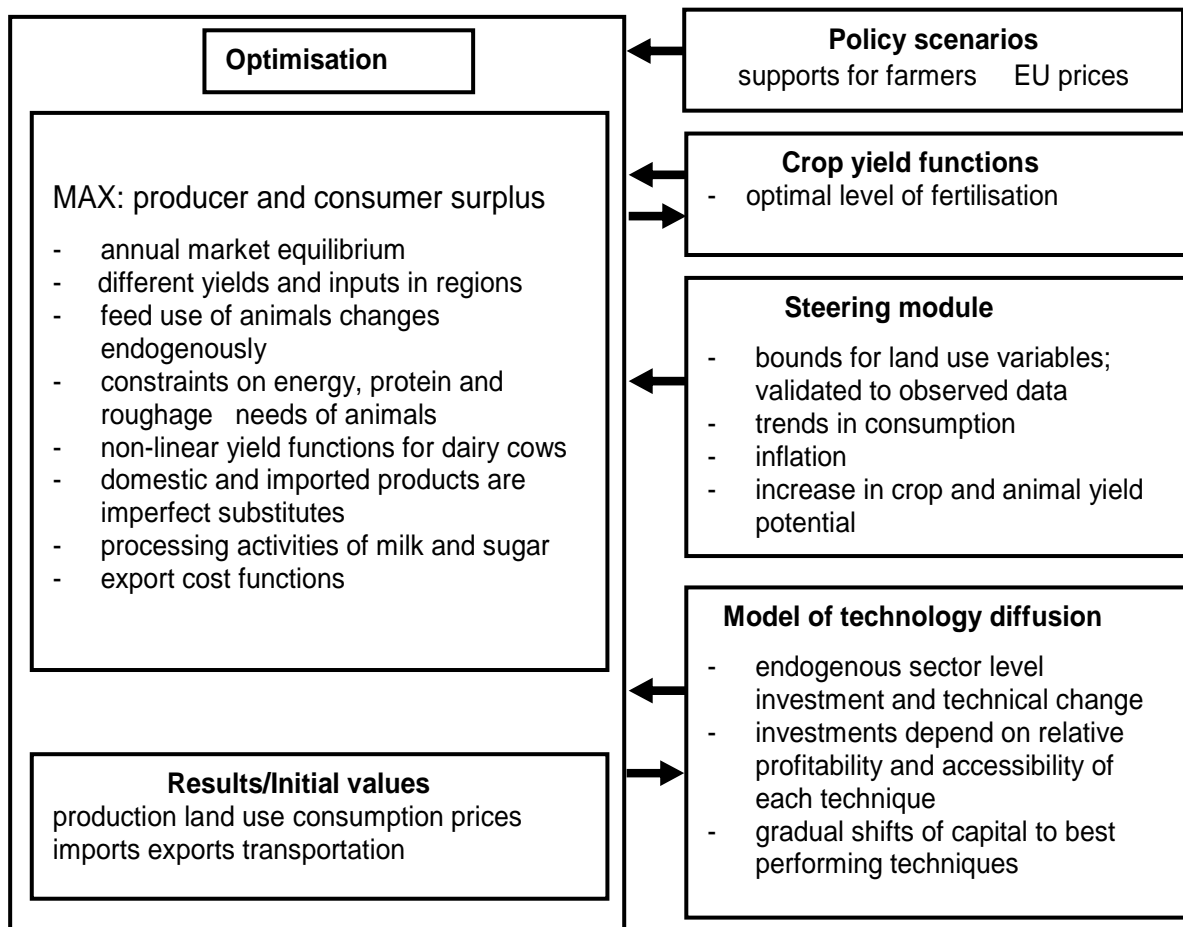 Optimisation
MAX: producer and consumer surplus
- annual market equilibrium
- different yields and inputs in regions
- feed use of animals changes
endogenously
- constraints on energy, protein and
roughage needs of animals
- non-linear yield functions for dairy cows
- domestic and imported products are
imperfect substitutes
- processing activities of milk and sugar
- export cost functions
Results/Initial values
production land use consumption prices
imports exports transportation
Policy scenarios
supports for farmers EU prices
Crop yield functions
- optimal level of fertilisation
Steering module
- bounds for land use variables;
validated to observed data
- trends in consumption
- inflation
- increase in crop and animal yield
potential
Model of technology diffusion
- endogenous sector level
investment and technical change
- investments depend on relative
profitability and accessibility of
each technique
- gradual shifts of capital to best
performing techniques